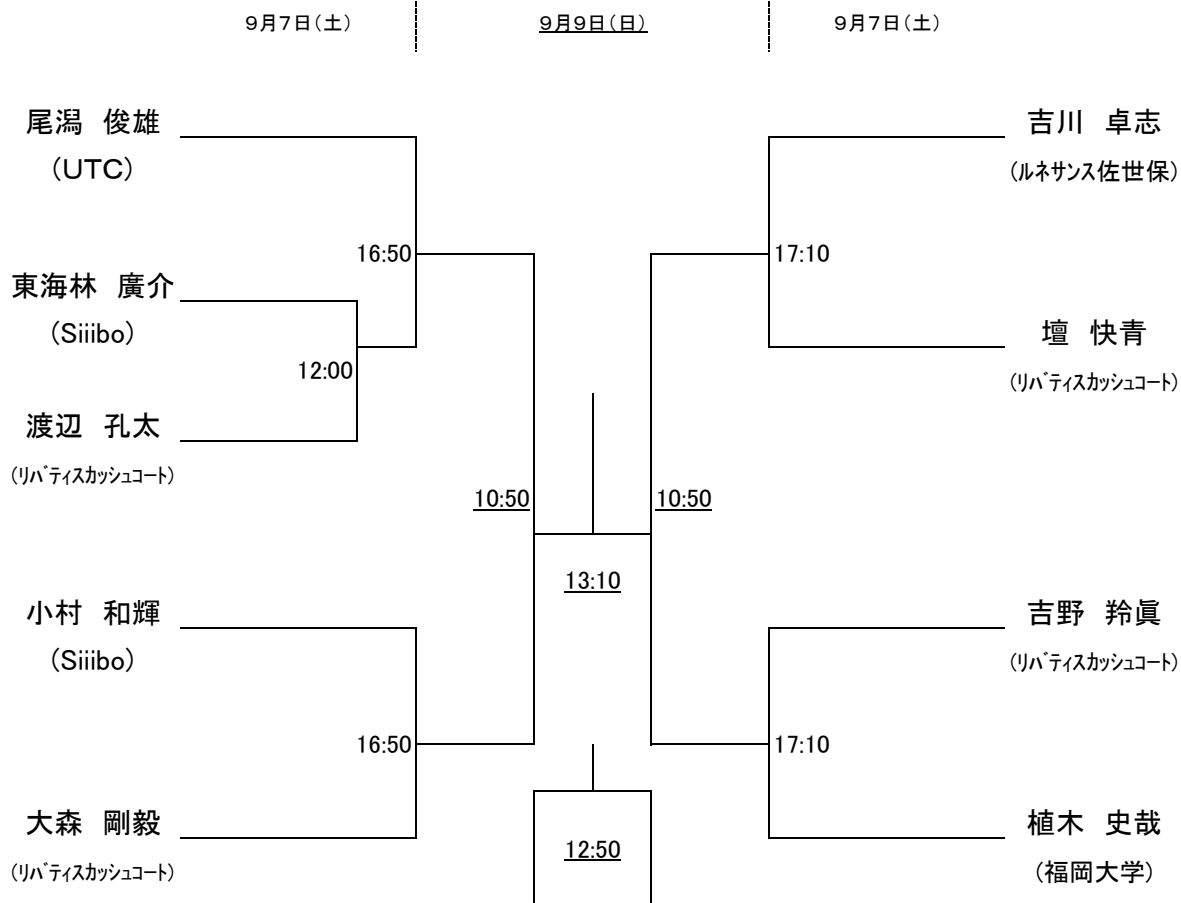 9月7日(土) 9月9日(日) 9月7日(土)
尾潟 俊雄
(UTC)
16:50
東海林 廣介
(Siiibo)
12:00
渡辺 孔太
(ﾘﾊﾞﾃｨｽカッシュコート)
10:50
小村 和輝
(Siiibo)
16:50
大森 剛毅
(ﾘﾊﾞﾃｨｽカッシュコート)
13:10
12:50
吉川 卓志
(ﾙﾈｻﾝｽ佐世保)
17:10
壇 快青
(ﾘﾊﾞﾃｨｽカッシュコート)
10:50
吉野 羚眞
(ﾘﾊﾞﾃｨｽカッシュコート)
17:10
植木 史哉
(福岡大学)